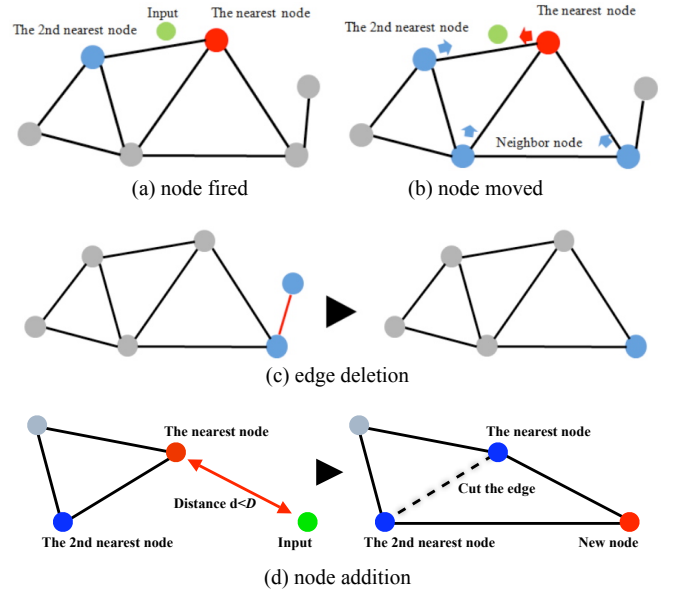 Input
The nearest node
The 2nd nearest node
(a) node fired
The nearest node
The 2nd nearest node
Neighbor node
(b) node moved
(c) edge deletion
The nearest node
Distance d<D
The 2nd nearest node
Input
The nearest node
Cut the edge
The 2nd nearest node
New node
(d) node addition